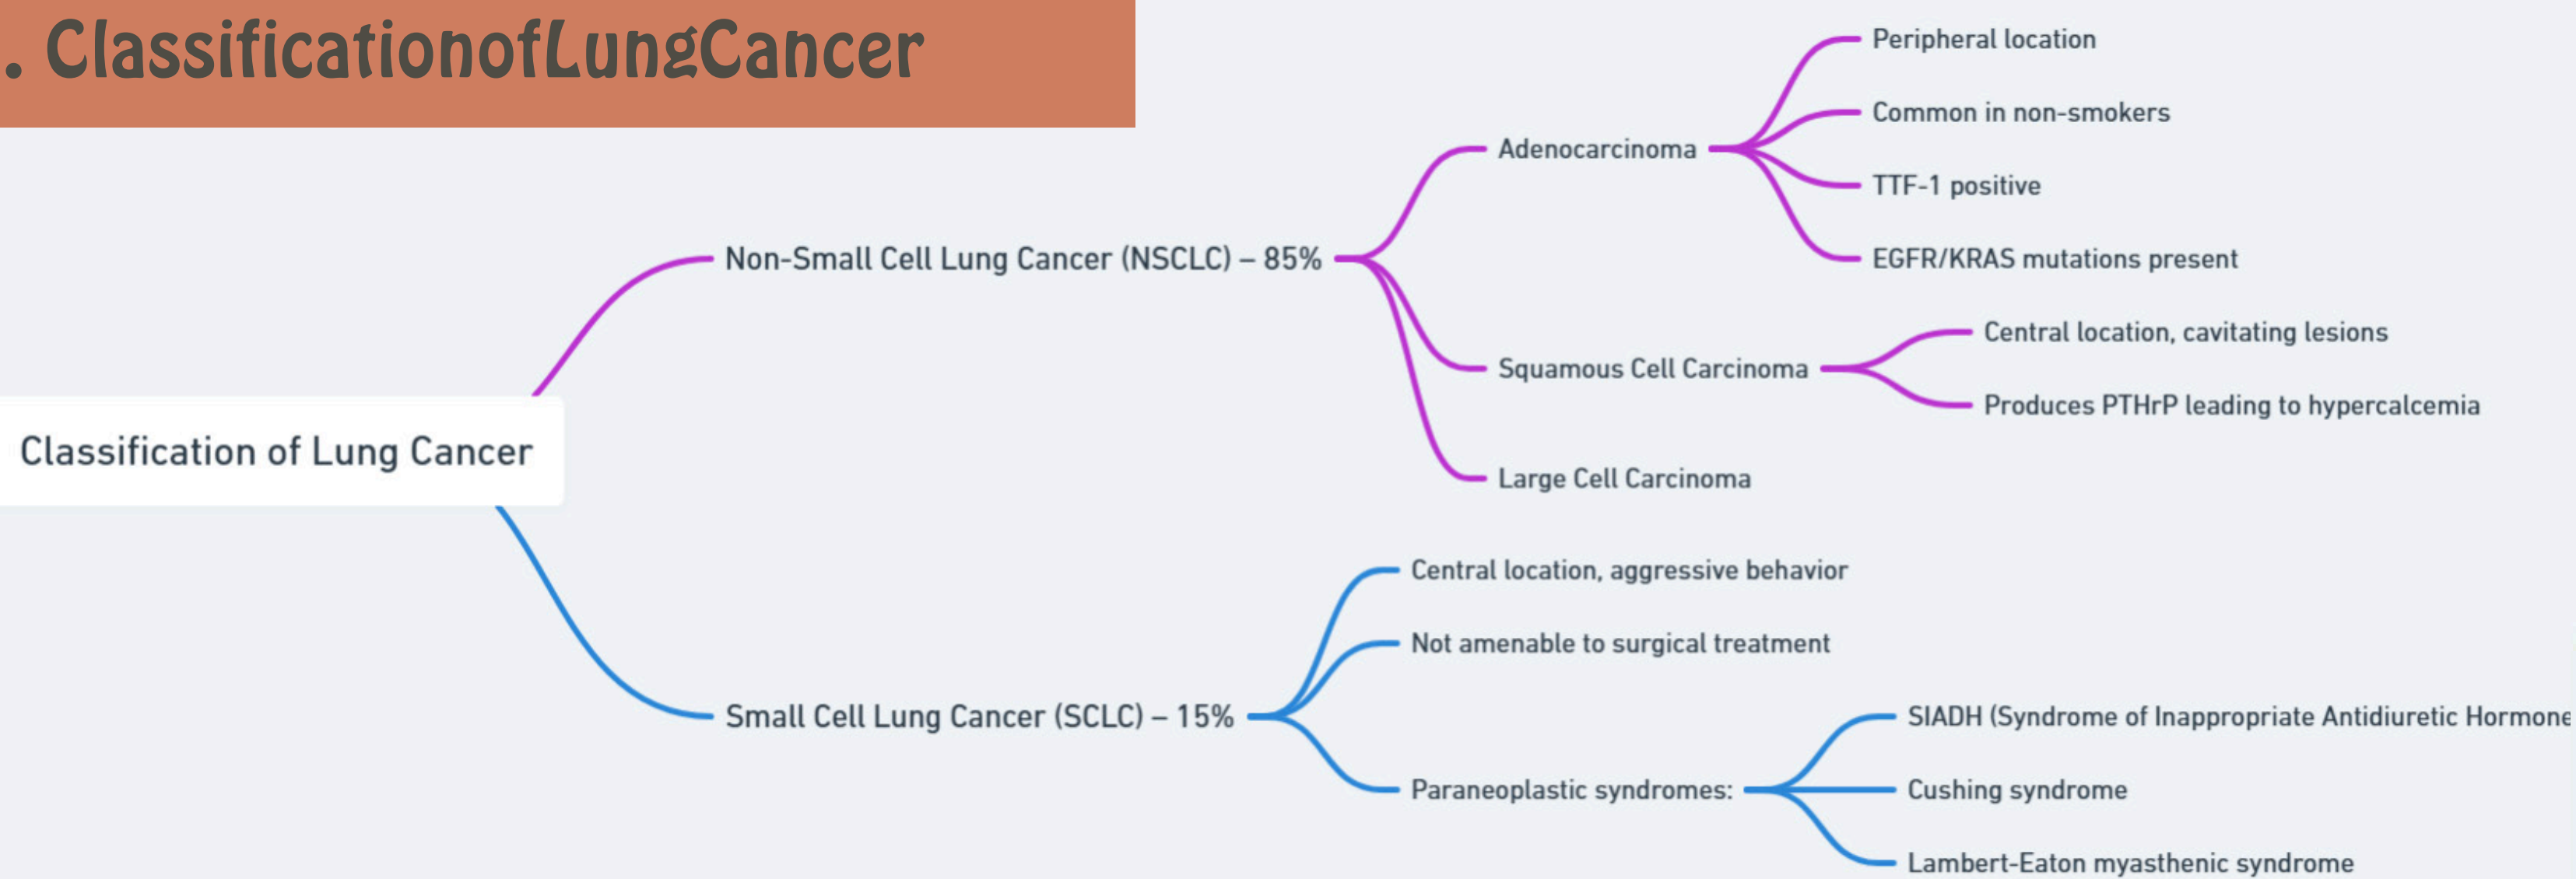 . ClassificationofLungCancer
Classification of Lung Cancer
Non-Small Cell Lung Cancer (NSCLC) – 85%
Adenocarcinoma
Peripheral location
Common in non-smokers
TTF-1 positive
EGFR/KRAS mutations present
Squamous Cell Carcinoma
Central location, cavitating lesions
Produces PTHrP leading to hypercalcemia
Large Cell Carcinoma
Small Cell Lung Cancer (SCLC) – 15%
Central location, aggressive behavior
Not amenable to surgical treatment
Paraneoplastic syndromes:
SIADH (Syndrome of Inappropriate Antidiuretic Hormone
Cushing syndrome
Lambert-Eaton myasthenic syndrome